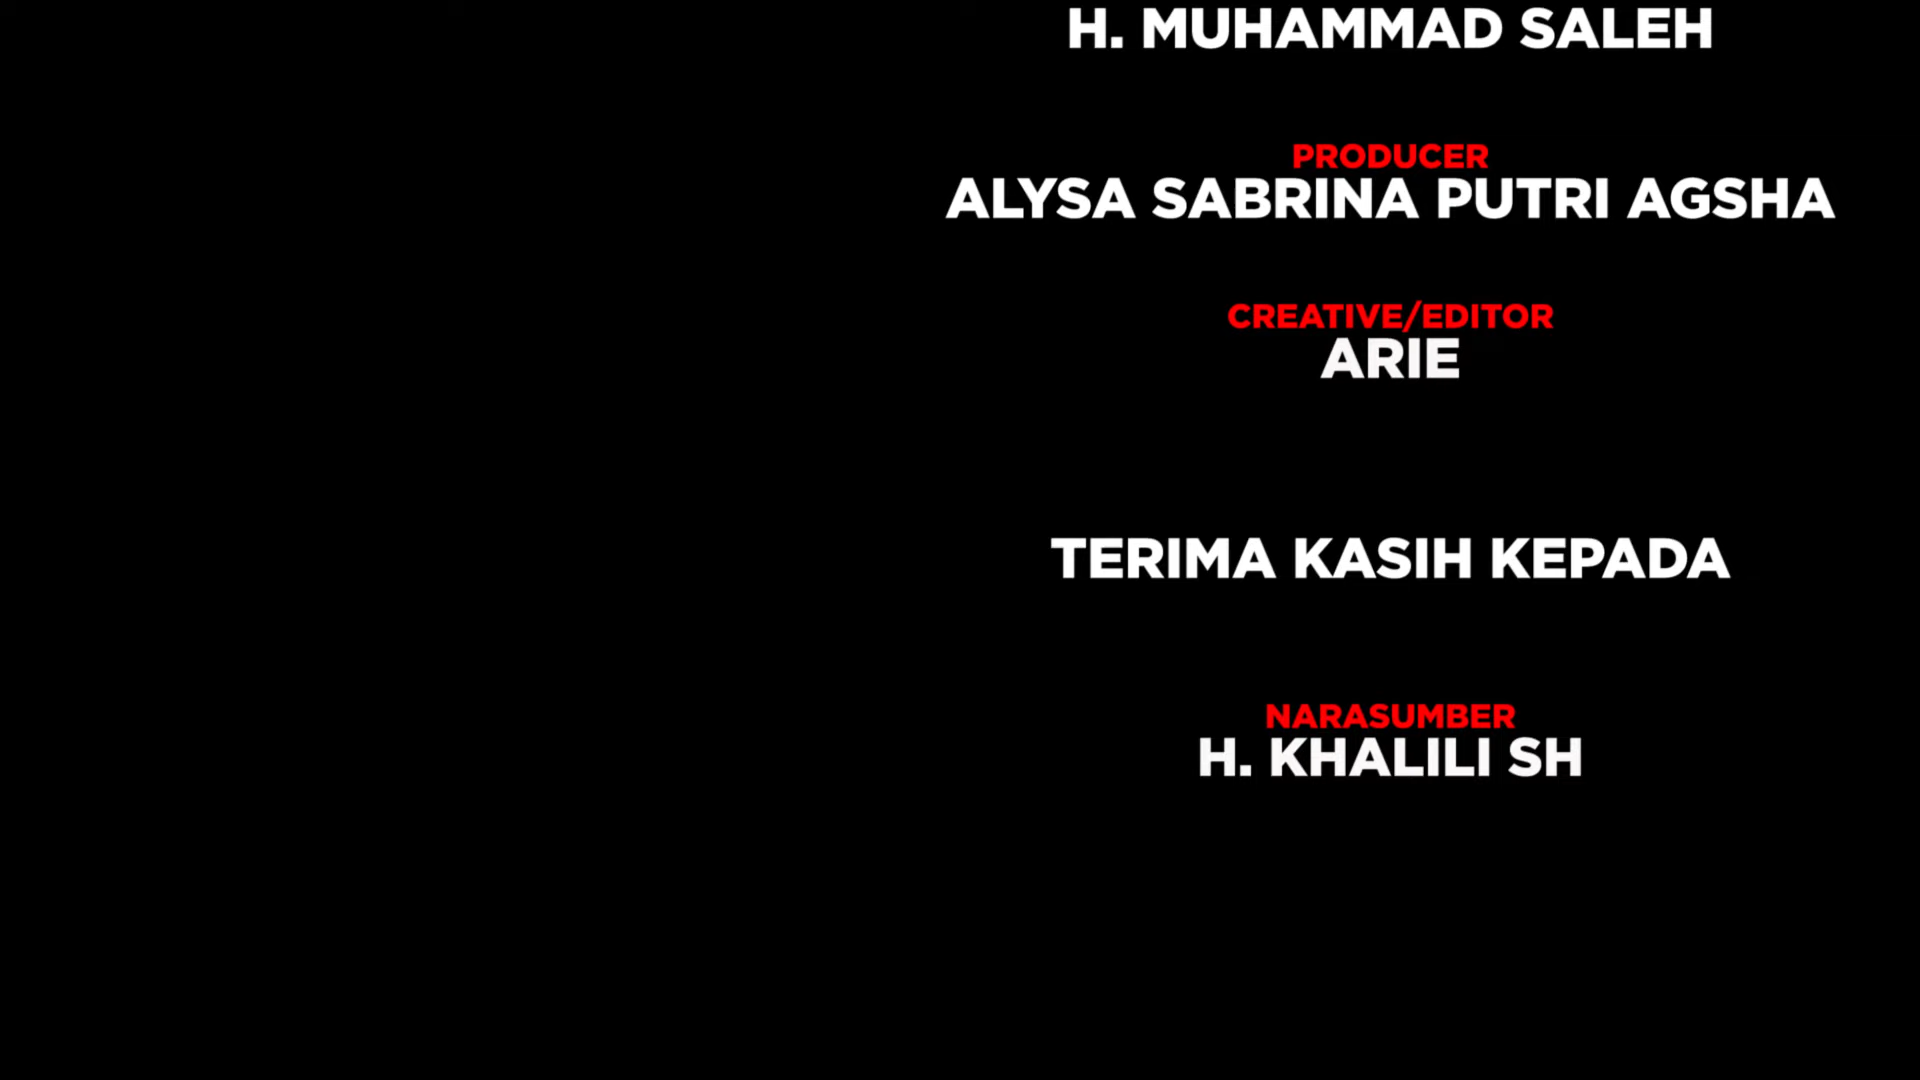 H. MUHAMMAD SALEH
PRODUCER
ALYSA SABRINA PUTRI AGSHA
CREATIVE/EDITOR
ARIE
TERIMA KASIH KEPADA
NARASUMBER
H. KHALILI SH